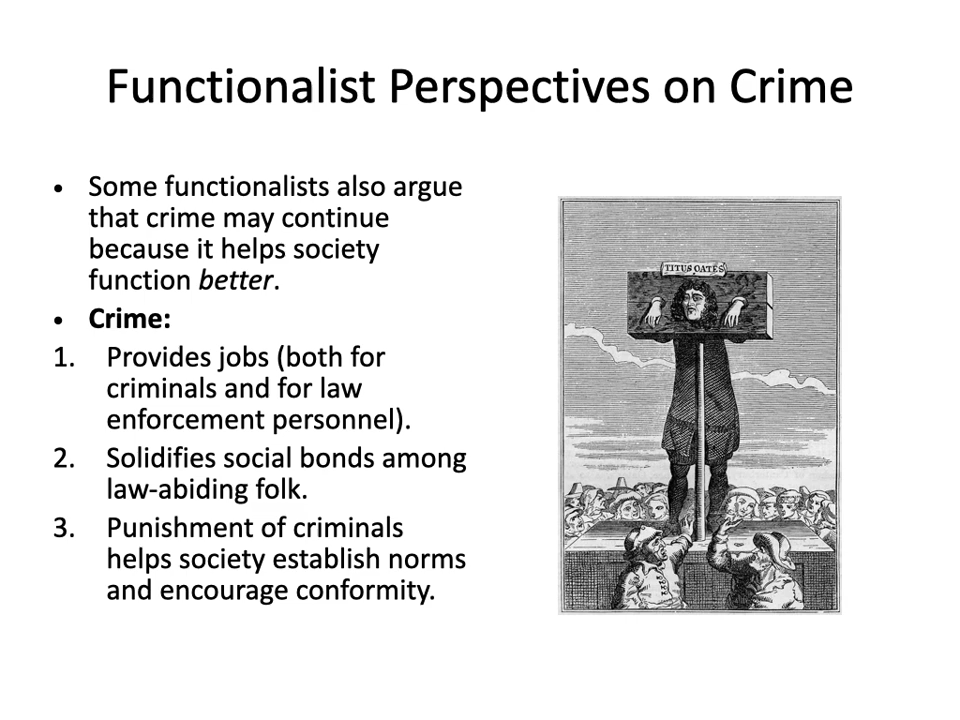 Functionalist Perspectives on Crime
• Some functionalists also argue
that crime may continue
because it helps society
function better.
• Crime:
1. Provides jobs (both for
criminals and for law
enforcement personnel).
2. Solidifies social bonds among
law-abiding folk.
3. Punishment of criminals
helps society establish norms
and encourage conformity.
TITUS OATES